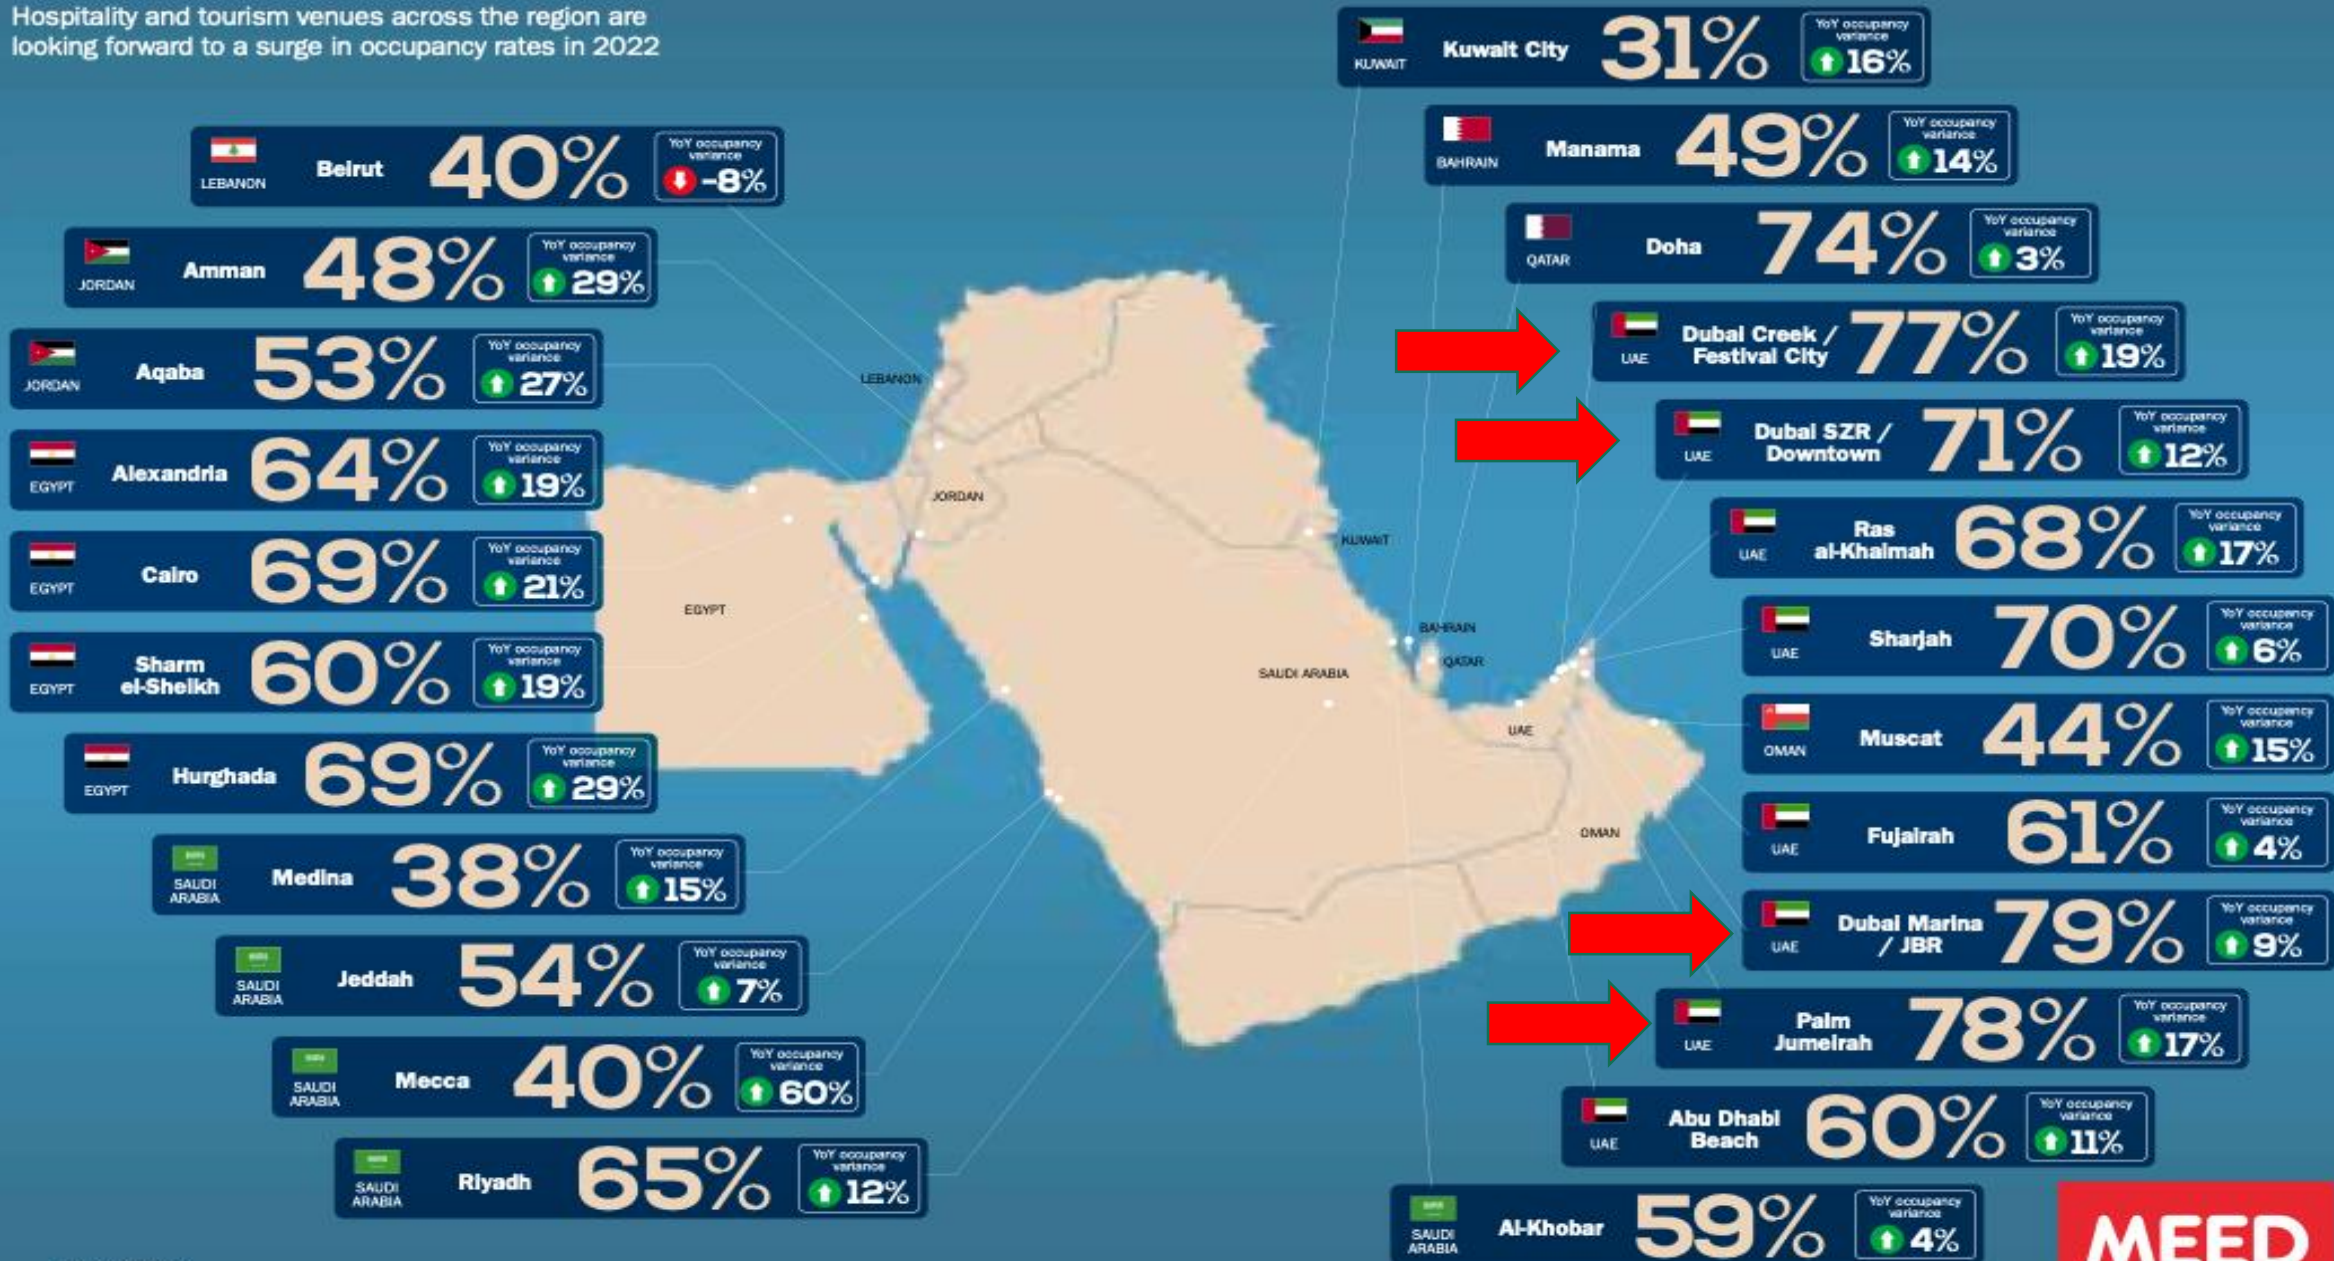 Hospitality and tourism venues across the region are
looking forward to a surge in occupancy rates in 2022
LEBANON
Beirut
40%
YoY occupancy
variance
-8%
JORDAN
Amman
48%
YoY occupancy
variance
29%
JORDAN
Aqaba
53%
YoY occupancy
variance
27%
EGYPT
Alexandria
64%
YoY occupancy
variance
19%
EGYPT
Cairo
69%
YoY occupancy
variance
21%
EGYPT
Sharm
el-Sheikh
60%
YoY occupancy
variance
19%
EGYPT
Hurghada
69%
YoY occupancy
variance
29%
SAUDI
ARABIA
Medina
38%
YoY occupancy
variance
15%
SAUDI
ARABIA
Jeddah
54%
YoY occupancy
variance
7%
SAUDI
ARABIA
Mecca
40%
YoY occupancy
variance
60%
SAUDI
ARABIA
Riyadh
65%
YoY occupancy
variance
12%
LEBANON
JORDAN
KUWAIT
EGYPT
BAHRAIN
QATAR
SAUDI ARABIA
UAE
OMAN
KUWAIT
Kuwait City
31%
YoY occupancy
variance
16%
BAHRAIN
Manama
49%
YoY occupancy
variance
14%
QATAR
Doha
74%
YoY occupancy
variance
3%
UAE
Dubai Creek /
Festival City
77%
YoY occupancy
variance
19%
UAE
Dubai SZR /
Downtown
71%
YoY occupancy
variance
12%
UAE
Ras
al-Khaimah
68%
YoY occupancy
variance
17%
UAE
Sharjah
70%
YoY occupancy
variance
6%
OMAN
Muscat
44%
YoY occupancy
variance
15%
UAE
Fujairah
61%
YoY occupancy
variance
4%
UAE
Dubai Marina
/ JBR
79%
YoY occupancy
variance
9%
UAE
Palm
Jumeirah
78%
YoY occupancy
variance
17%
UAE
Abu Dhabi
Beach
60%
YoY occupancy
variance
11%
SAUDI
ARABIA
Al-Khobar
59%
YoY occupancy
variance
4%
MEED